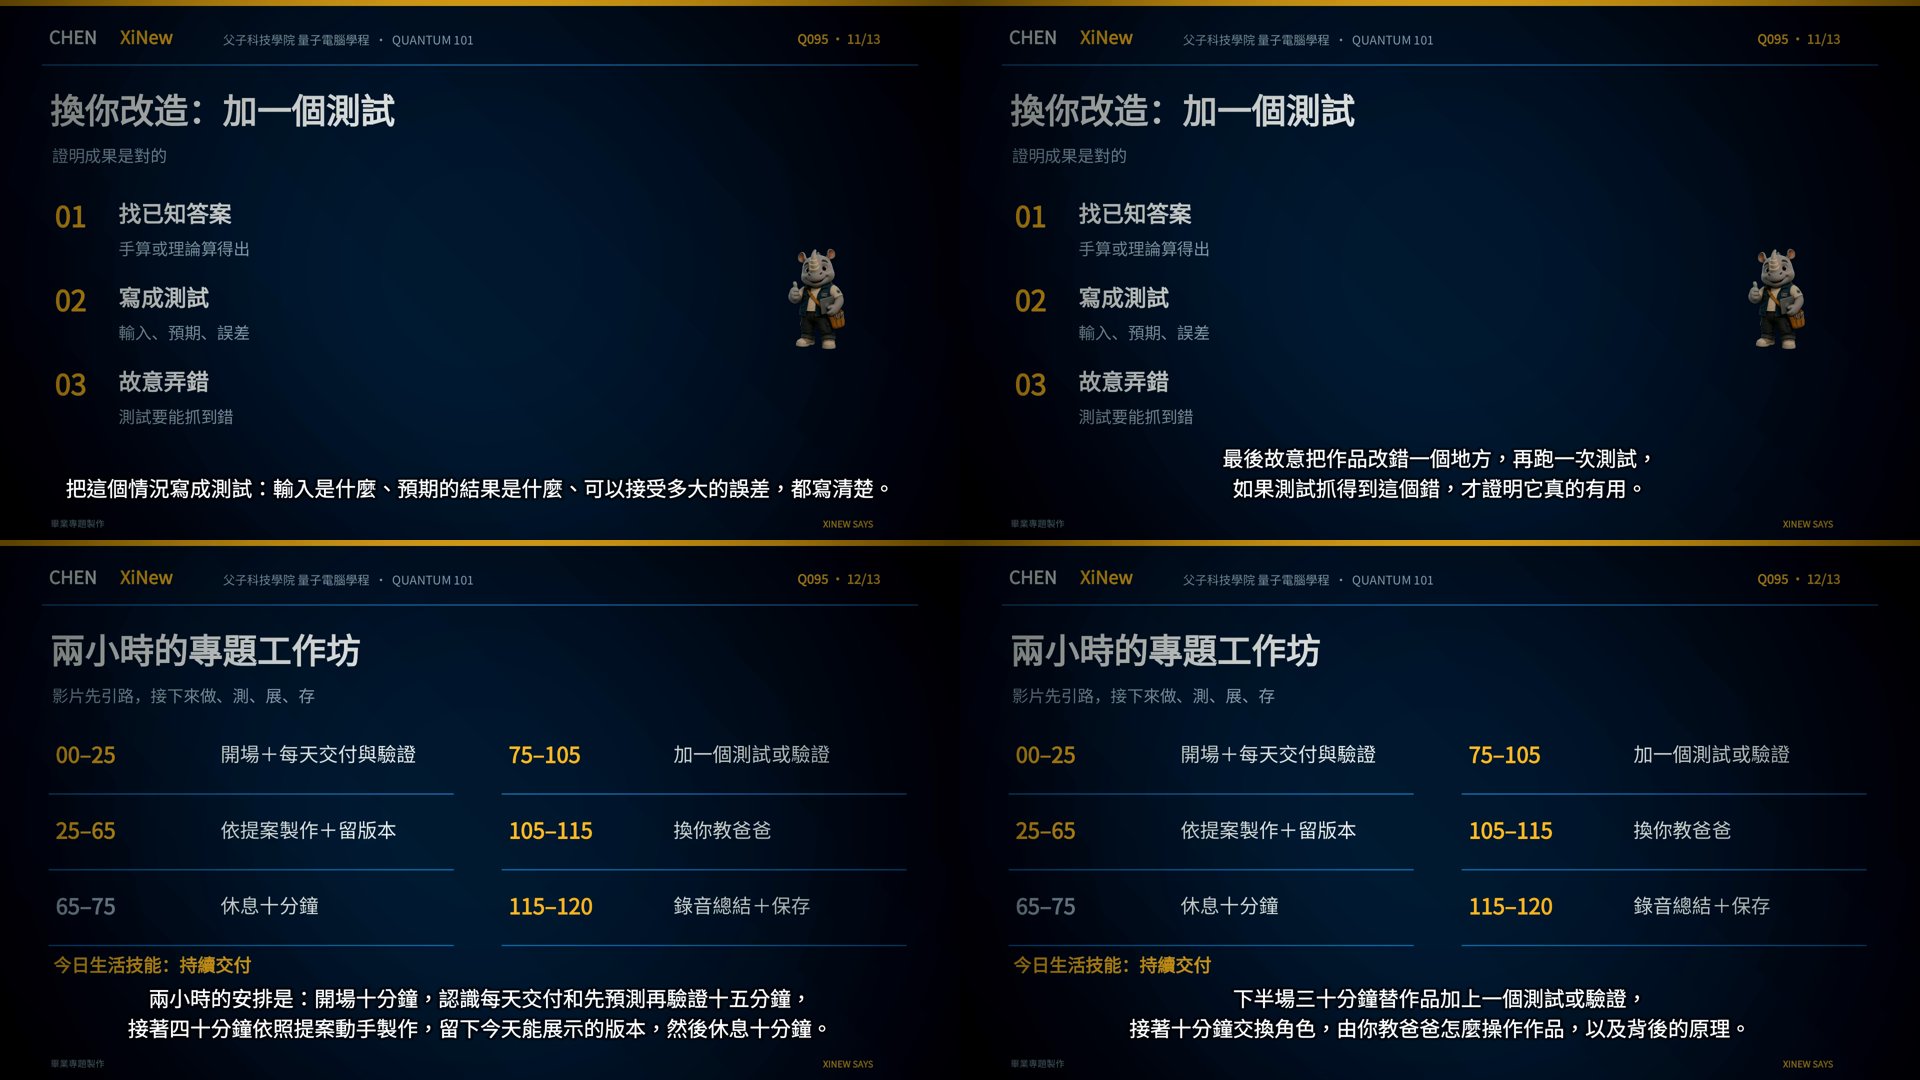 CHEN XiNew 父子科技學院 量子電腦學程 · QUANTUM 101 Q095 · 11/13
換你改造：加一個測試
證明成果是對的
01 找已知答案
手算或理論算得出
02 寫成測試
輸入、預期、誤差
03 故意弄錯
測試要能抓到錯
把這個情況寫成測試：輸入是什麼、預期的結果是什麼、可以接受多大的誤差，都寫清楚。
畢業專題製作 XINEW SAYS
CHEN XiNew 父子科技學院 量子電腦學程 · QUANTUM 101 Q095 · 11/13
換你改造：加一個測試
證明成果是對的
01 找已知答案
手算或理論算得出
02 寫成測試
輸入、預期、誤差
03 故意弄錯
測試要能抓到錯
最後故意把作品改錯一個地方，再跑一次測試，
如果測試抓得到這個錯，才證明它真的有用。
畢業專題製作 XINEW SAYS
CHEN XiNew 父子科技學院 量子電腦學程 · QUANTUM 101 Q095 · 12/13
兩小時的專題工作坊
影片先引路，接下來做、測、展、存
00–25 開場＋每天交付與驗證 75–105 加一個測試或驗證
25–65 依提案製作＋留版本 105–115 換你教爸爸
65–75 休息十分鐘 115–120 錄音總結＋保存
今日生活技能：持續交付
兩小時的安排是：開場十分鐘，認識每天交付和先預測再驗證十五分鐘，
接著四十分鐘依照提案動手製作，留下今天能展示的版本，然後休息十分鐘。
畢業專題製作 XINEW SAYS
CHEN XiNew 父子科技學院 量子電腦學程 · QUANTUM 101 Q095 · 12/13
兩小時的專題工作坊
影片先引路，接下來做、測、展、存
00–25 開場＋每天交付與驗證 75–105 加一個測試或驗證
25–65 依提案製作＋留版本 105–115 換你教爸爸
65–75 休息十分鐘 115–120 錄音總結＋保存
今日生活技能：持續交付
下半場三十分鐘替作品加上一個測試或驗證，
接著十分鐘交換角色，由你教爸爸怎麼操作作品，以及背後的原理。
畢業專題製作 XINEW SAYS